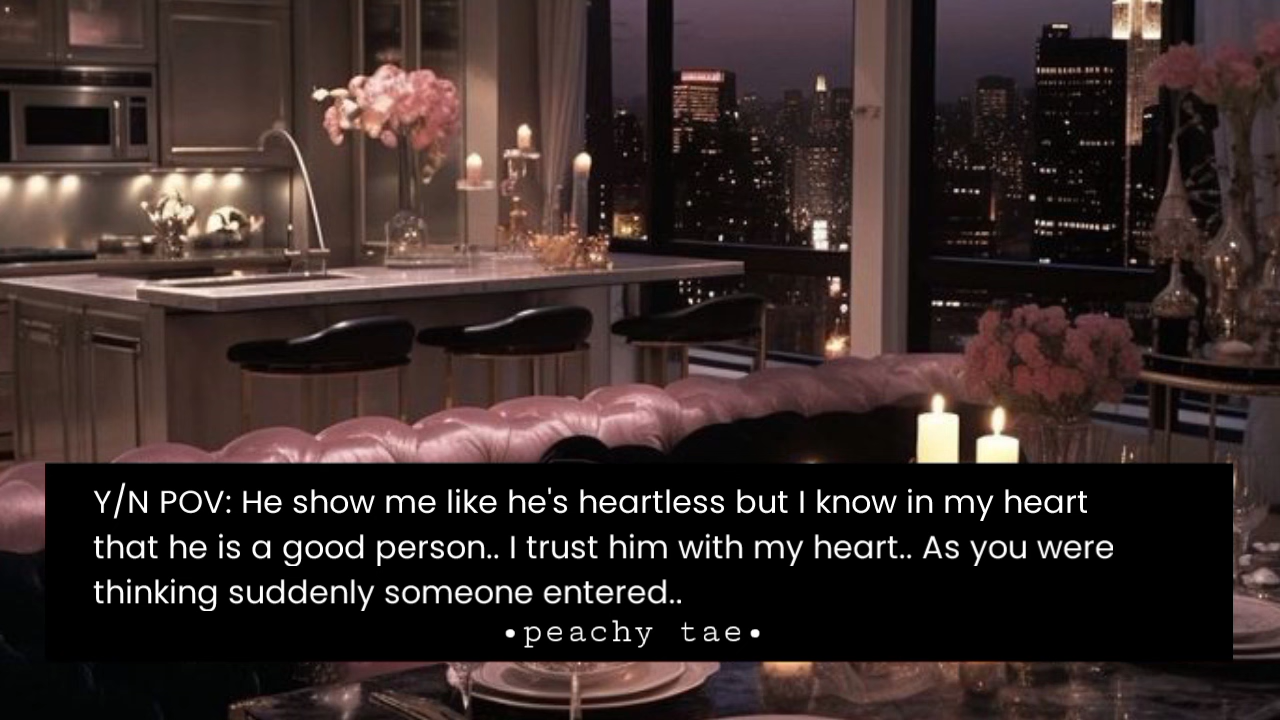 Y/N POV: He show me like he's heartless but I know in my heart
that he is a good person.. I trust him with my heart.. As you were
thinking suddenly someone entered..
•peachy tae•